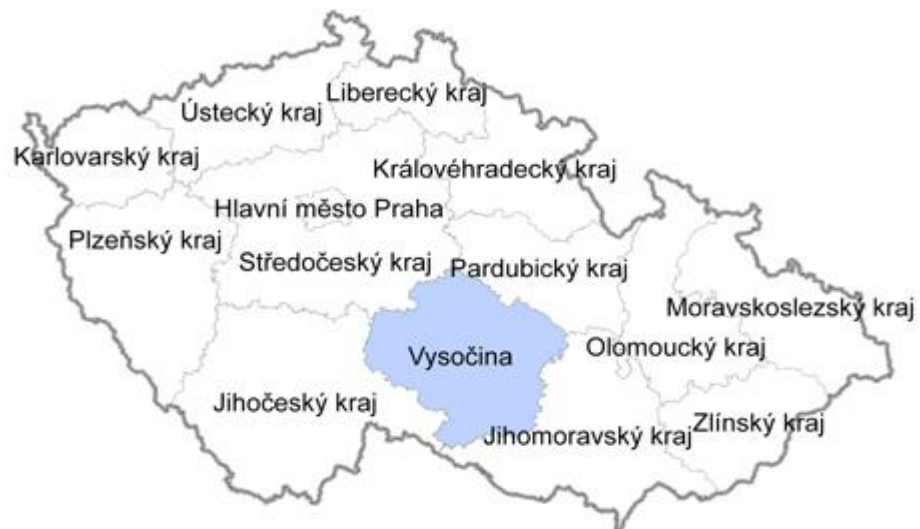 Liberecký kraj
Ústecký kraj
Karlovarský kraj
Královéhradecký kraj
Hlavní město Praha
Plzeňský kraj
Středočeský kraj
Pardubický kraj
Moravskoslezský kraj
Olomoucký kraj
Vysočina
Jihočeský kraj
Zlínský kraj
Jihomoravský kraj